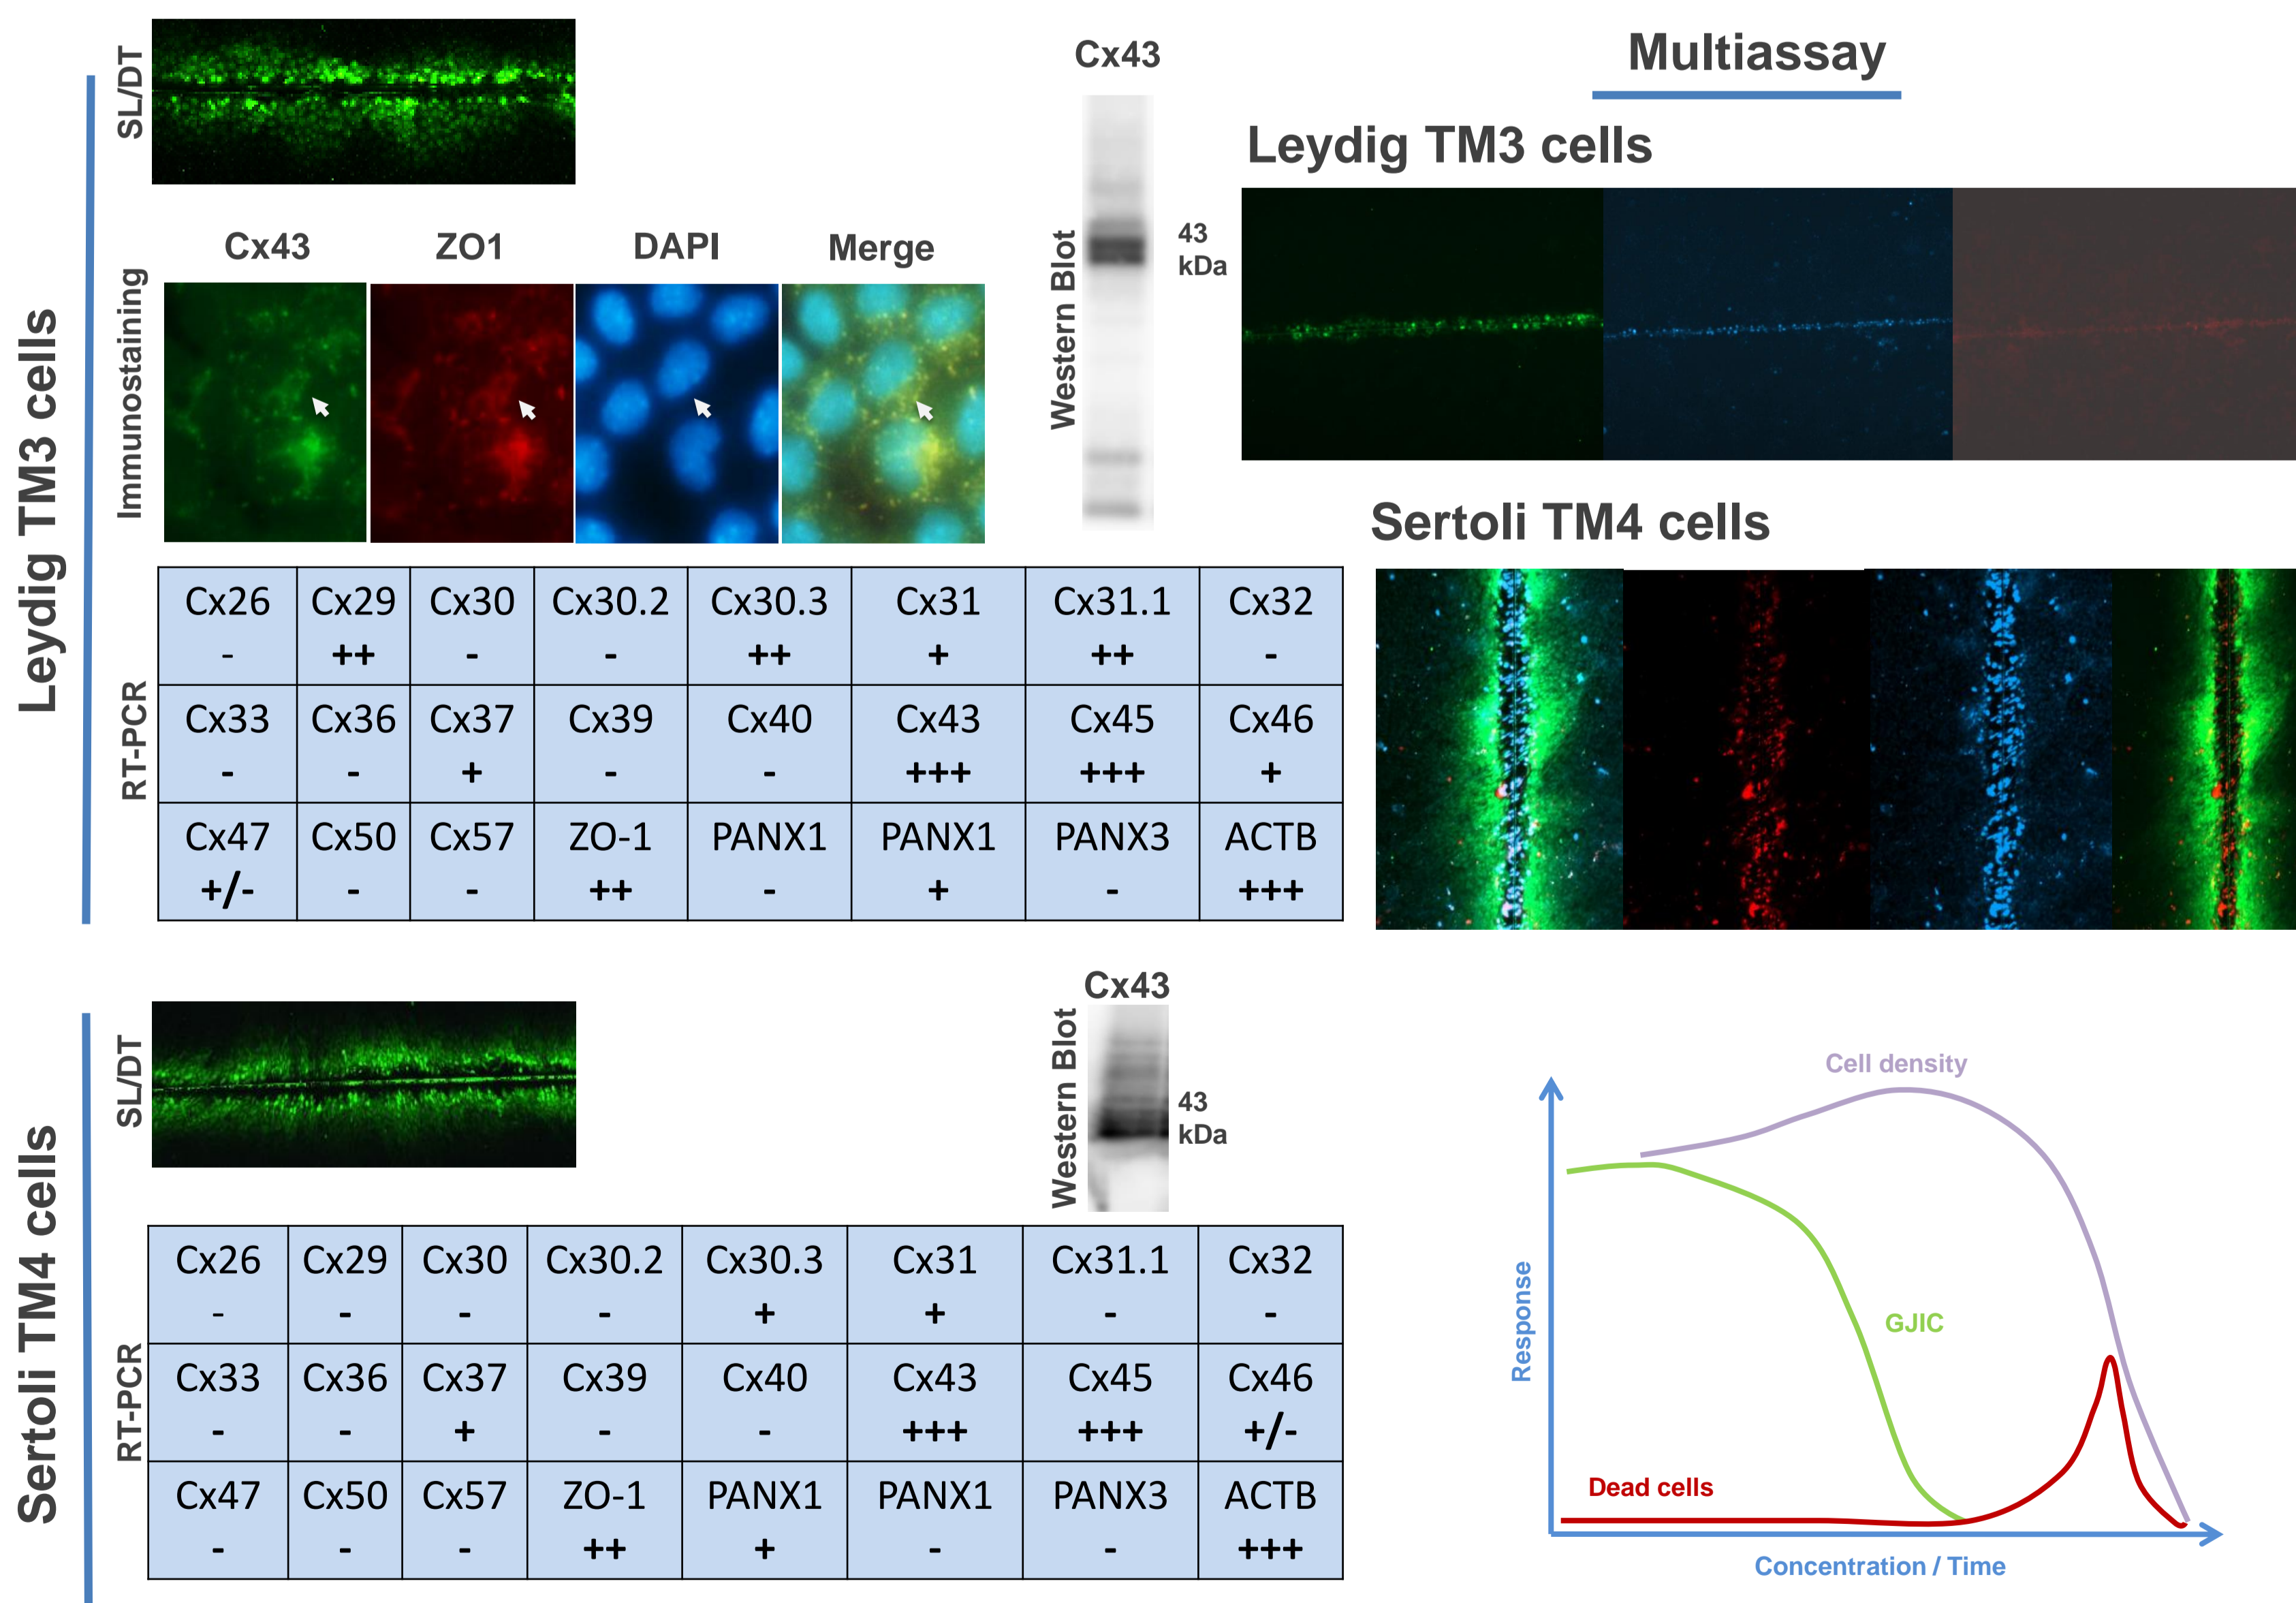 Leydig TM3 cells
SL/DT
Cx43
Western Blot
43
kDa
Immunostaining
Cx43 ZO1 DAPI Merge
RT-PCR
Cx26 Cx29 Cx30 Cx30.2 Cx30.3 Cx31 Cx31.1 Cx32
- ++ - - ++ + ++ -
Cx33 Cx36 Cx37 Cx39 Cx40 Cx43 Cx45 Cx46
- - + - - +++ +++ +
Cx47 Cx50 Cx57 ZO-1 PANX1 PANX1 PANX3 ACTB
+/- - - ++ - + - +++
Sertoli TM4 cells
SL/DT
Cx43
Western Blot
43
kDa
RT-PCR
Cx26 Cx29 Cx30 Cx30.2 Cx30.3 Cx31 Cx31.1 Cx32
- - - - + + - -
Cx33 Cx36 Cx37 Cx39 Cx40 Cx43 Cx45 Cx46
- - + - - +++ +++ +/-
Cx47 Cx50 Cx57 ZO-1 PANX1 PANX1 PANX3 ACTB
- - - ++ + - - +++
Multiassay
Leydig TM3 cells
Sertoli TM4 cells
Cell density
Response
GJIC
Dead cells
Concentration / Time